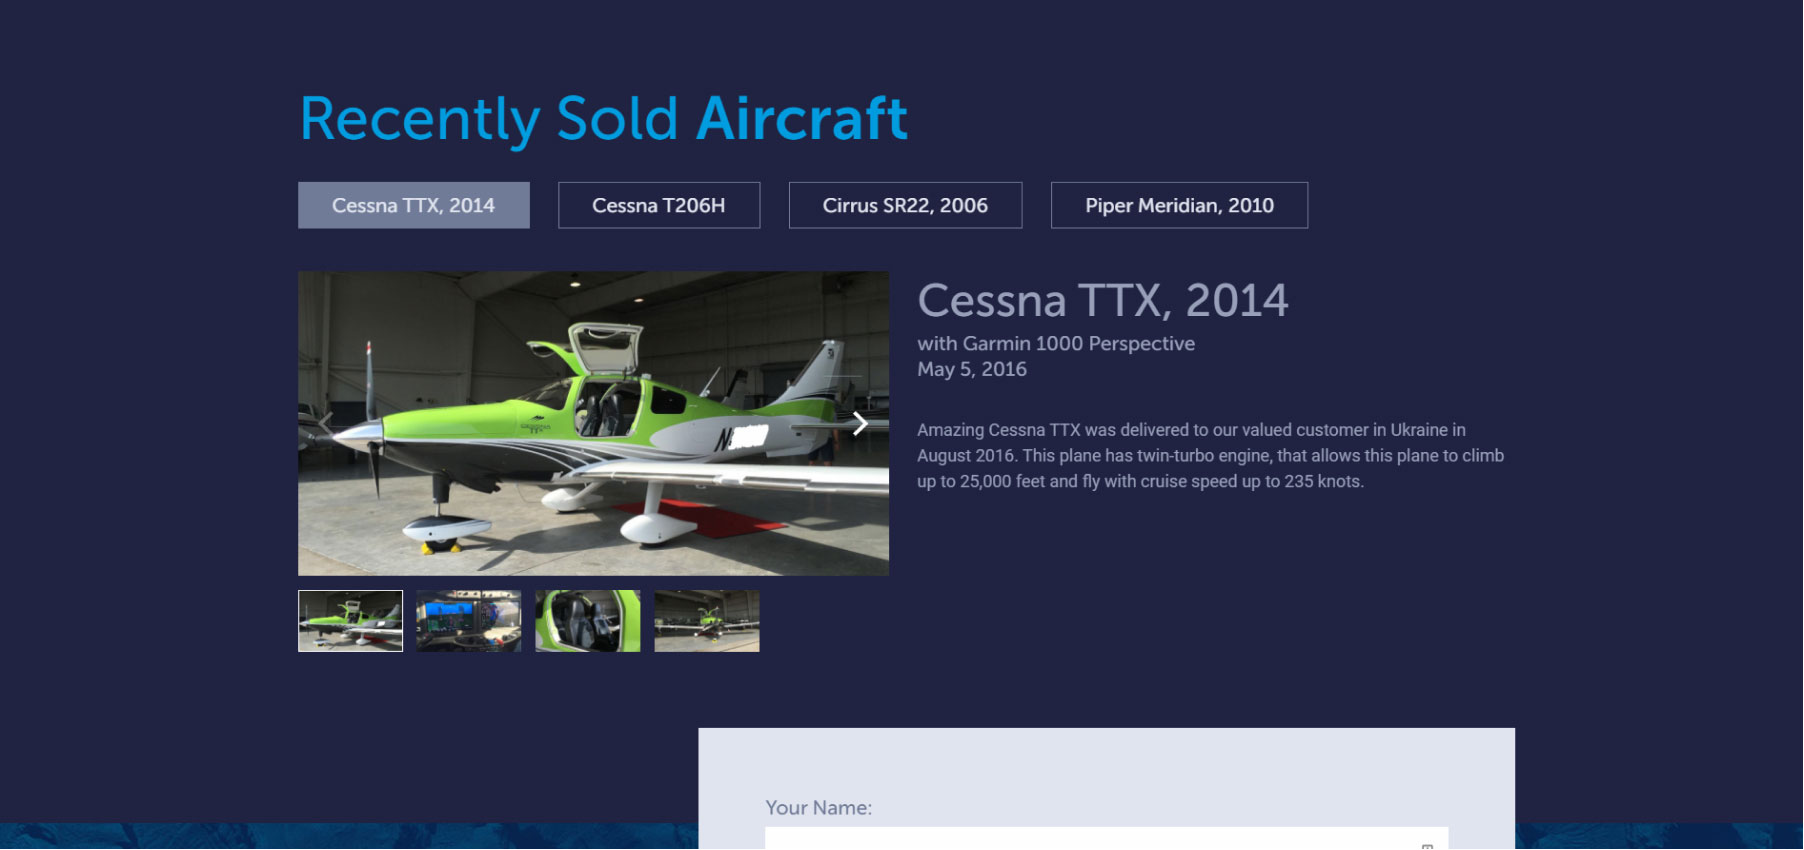 Recently Sold Aircraft
Cessna TTX, 2014
Cessna T206H
Cirrus SR22, 2006
Piper Meridian, 2010
Cessna TTX, 2014
with Garmin 1000 Perspective
May 5, 2016
Amazing Cessna TTX was delivered to our valued customer in Ukraine in
August 2016. This plane has twin-turbo engine, that allows this plane to climb
up to 25,000 feet and fly with cruise speed up to 235 knots.
N
Your Name: